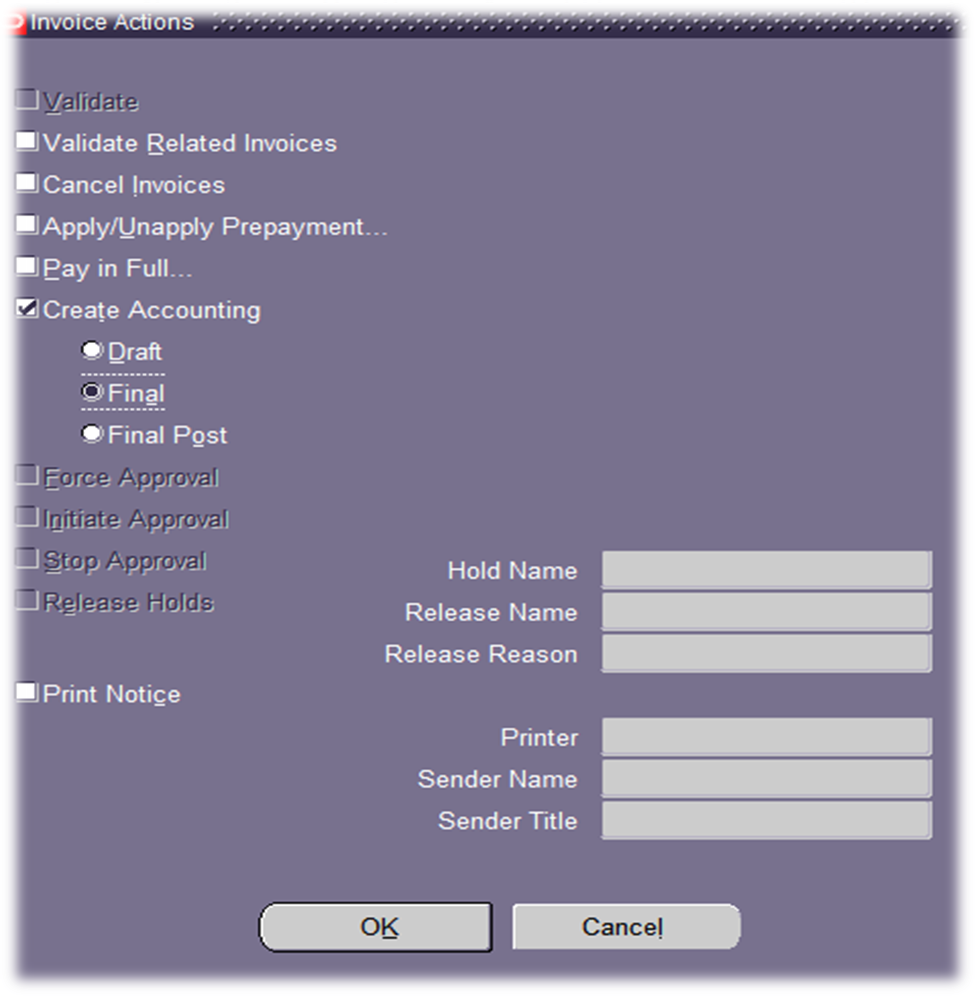 Invoice Actions
Validate
Validate Related Invoices
Cancel Invoices
Apply/Unapply Prepayment...
Pay in Full...
Create Accounting
Draft
Final
Final Post
Force Approval
Initiate Approval
Stop Approval
Release Holds
Hold Name
Release Name
Release Reason
Print Notice
Printer
Sender Name
Sender Title
OK
Cancel